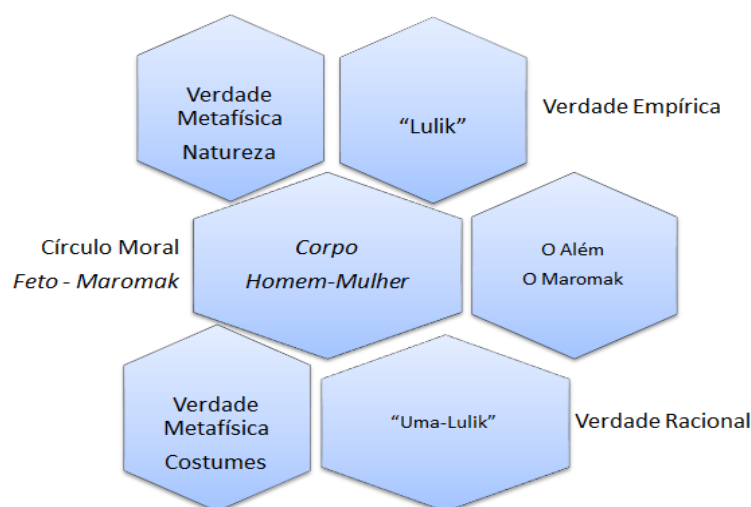 Verdade
Metafísica
Natureza
“Lulik”
Verdade Empírica
Círculo Moral
Feto - Maromak
Corpo
Homem-Mulher
O Além
O Maromak
Verdade
Metafísica
Costumes
“Uma-Lulik”
Verdade Racional